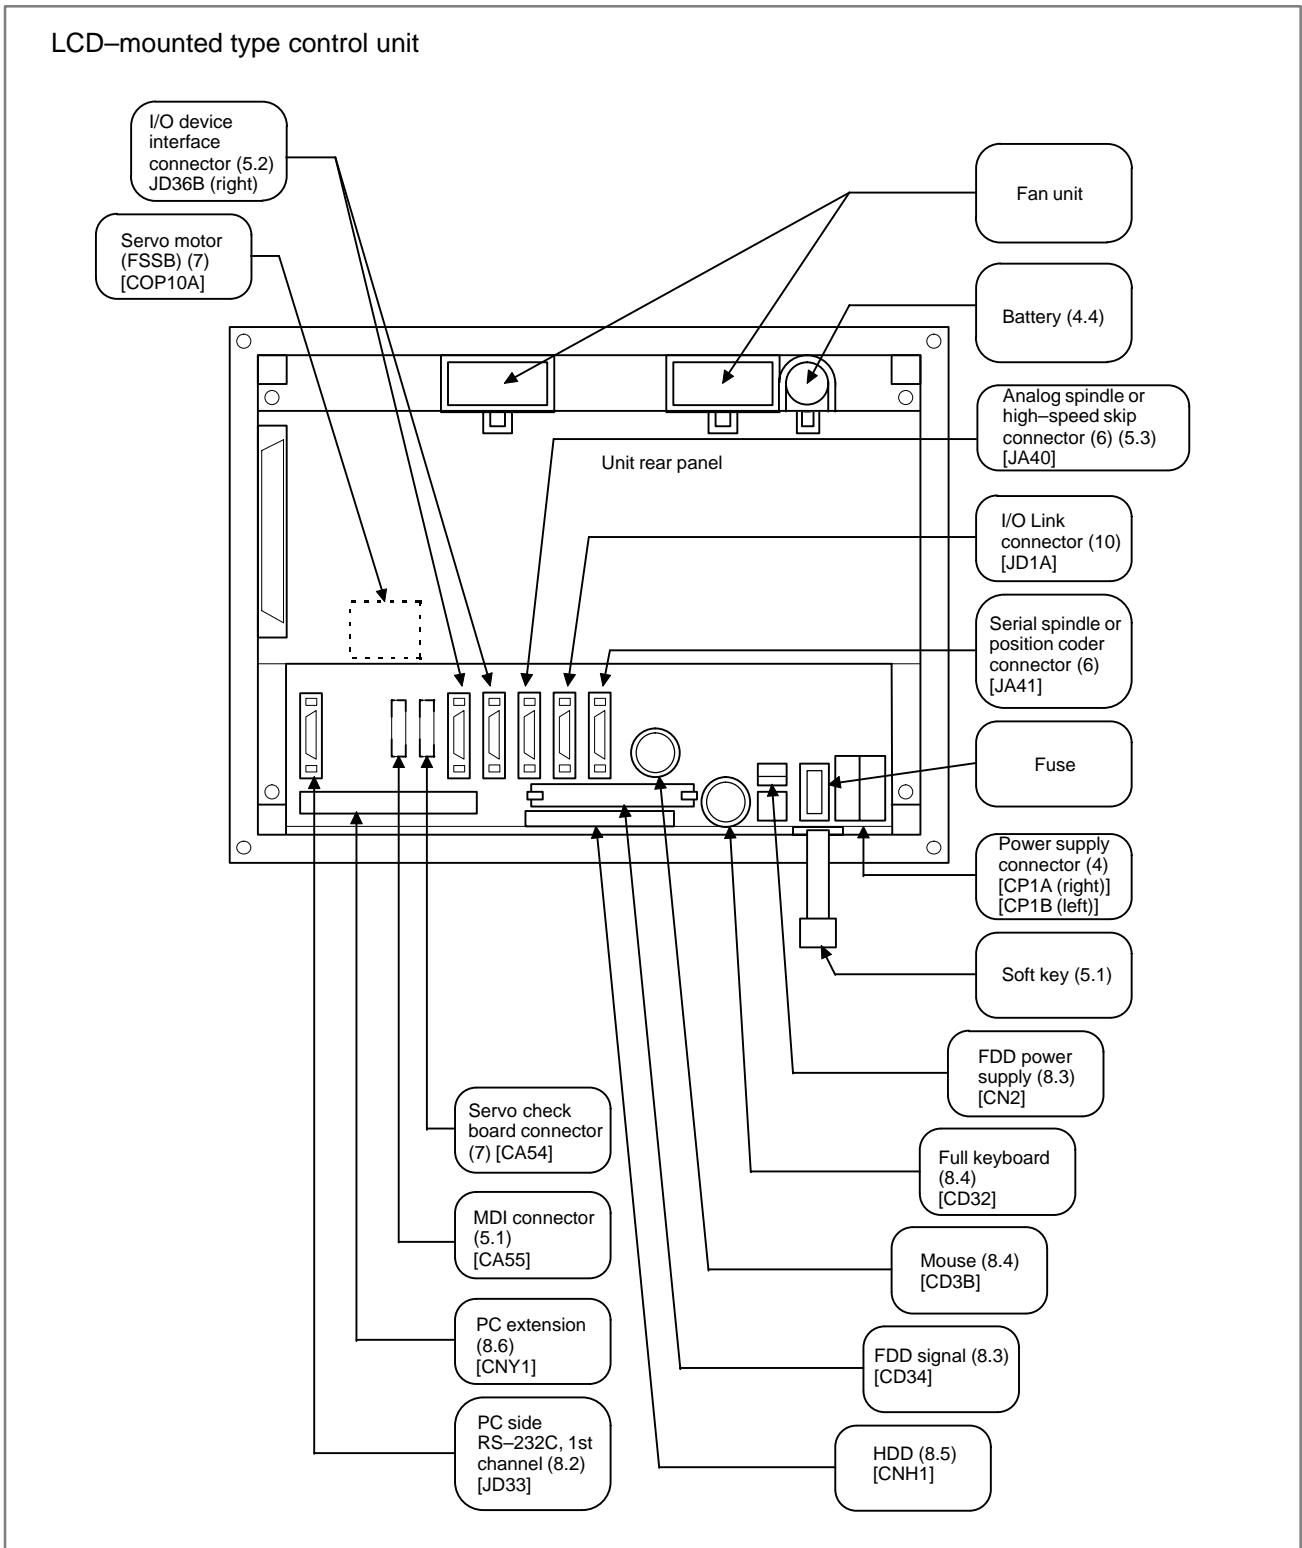 LCD–mounted type control unit
I/O device
interface
connector (5.2)
JD36B (right)
Servo motor
(FSSB) (7)
[COP10A]
Fan unit
Battery (4.4)
Analog spindle or
high–speed skip
connector (6) (5.3)
[JA40]
Unit rear panel
I/O Link
connector (10)
[JD1A]
Serial spindle or
position coder
connector (6)
[JA41]
Fuse
Power supply
connector (4)
[CP1A (right)]
[CP1B (left)]
Soft key (5.1)
FDD power
supply (8.3)
[CN2]
Servo check
board connector
(7) [CA54]
Full keyboard
(8.4)
[CD32]
MDI connector
(5.1)
[CA55]
Mouse (8.4)
[CD3B]
PC extension
(8.6)
[CNY1]
FDD signal (8.3)
[CD34]
PC side
RS–232C, 1st
channel (8.2)
[JD33]
HDD (8.5)
[CNH1]